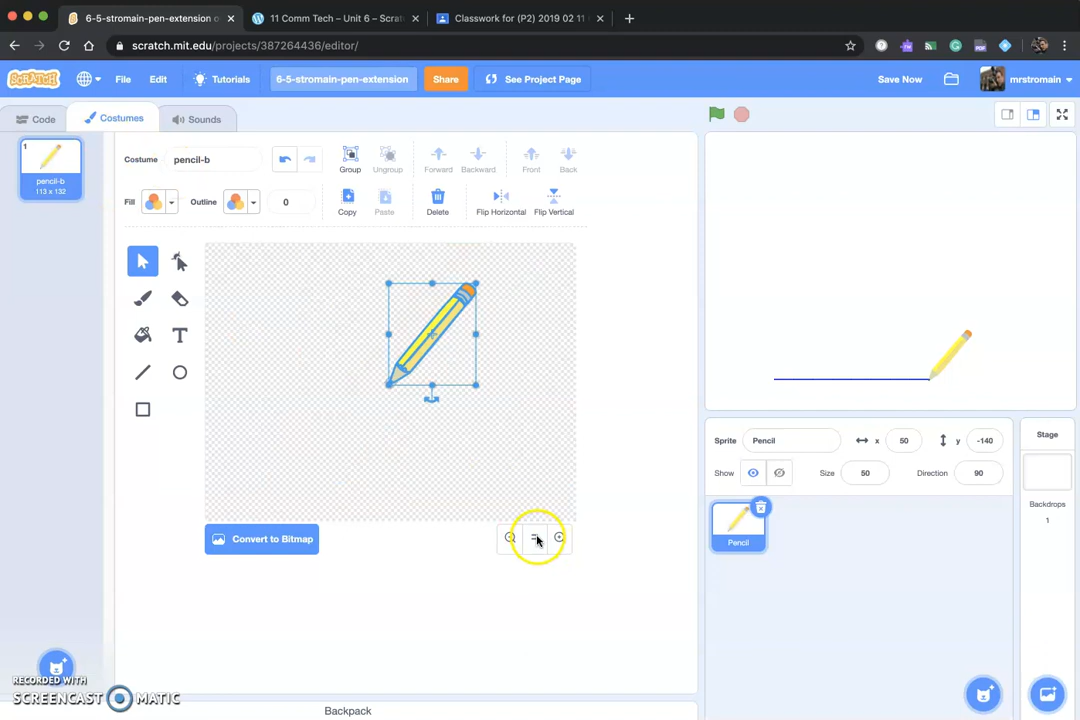 6-5-stromain-pen-extension o
11 Comm Tech – Unit 6 – Scratc
Classwork for (P2) 2019 02 11
scratch.mit.edu/projects/387264436/editor/
SCRATCH
File
Edit
Tutorials
6-5-stromain-pen-extension
Share
See Project Page
Save Now
mrstromain
Code
Costumes
Sounds
1
pencil-b
113 x 132
Costume
pencil-b
Group
Ungroup
Forward
Backward
Front
Back
Fill
Outline
0
Copy
Paste
Delete
Flip Horizontal
Flip Vertical
Convert to Bitmap
Sprite
Pencil
x
50
y
-140
Show
Size
50
Direction
90
Pencil
Stage
Backdrops
1
Backpack
RECORDED WITH
SCREENCAST MATIC